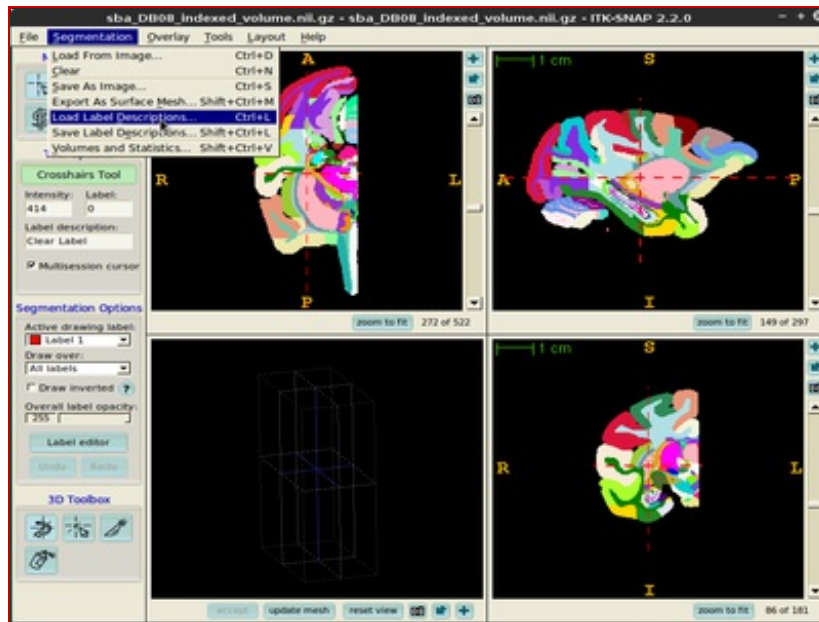 sba_DB08_indexed_volume.nii.gz - sba_DB08_indexed_volume.nii.gz - ITK-SNAP 2.2.0
File Segmentation Overlay Tools Layout Help
Load From Image... Ctrl+D
Clear Ctrl+N
Save As Image... Ctrl+S
Export As Surface Mesh... Shift+Ctrl+M
Load Label Descriptions... Ctrl+L
Save Label Descriptions... Shift+Ctrl+L
Volumes and Statistics... Shift+Ctrl+V
Crosshairs Tool
Intensity: Label:
414 0
Label description:
Clear Label
Multisession cursor
Segmentation Options
Active drawing label:
Label 1
Draw over:
All labels
Draw inverted ?
Overall label opacity:
255
Label editor
Undo Redo
3D Toolbox
A
R L
P
zoom to fit 272 of 522
1 cm
S
A P
I
zoom to fit 149 of 297
accept update mesh reset view
1 cm
S
R L
I
zoom to fit 86 of 181